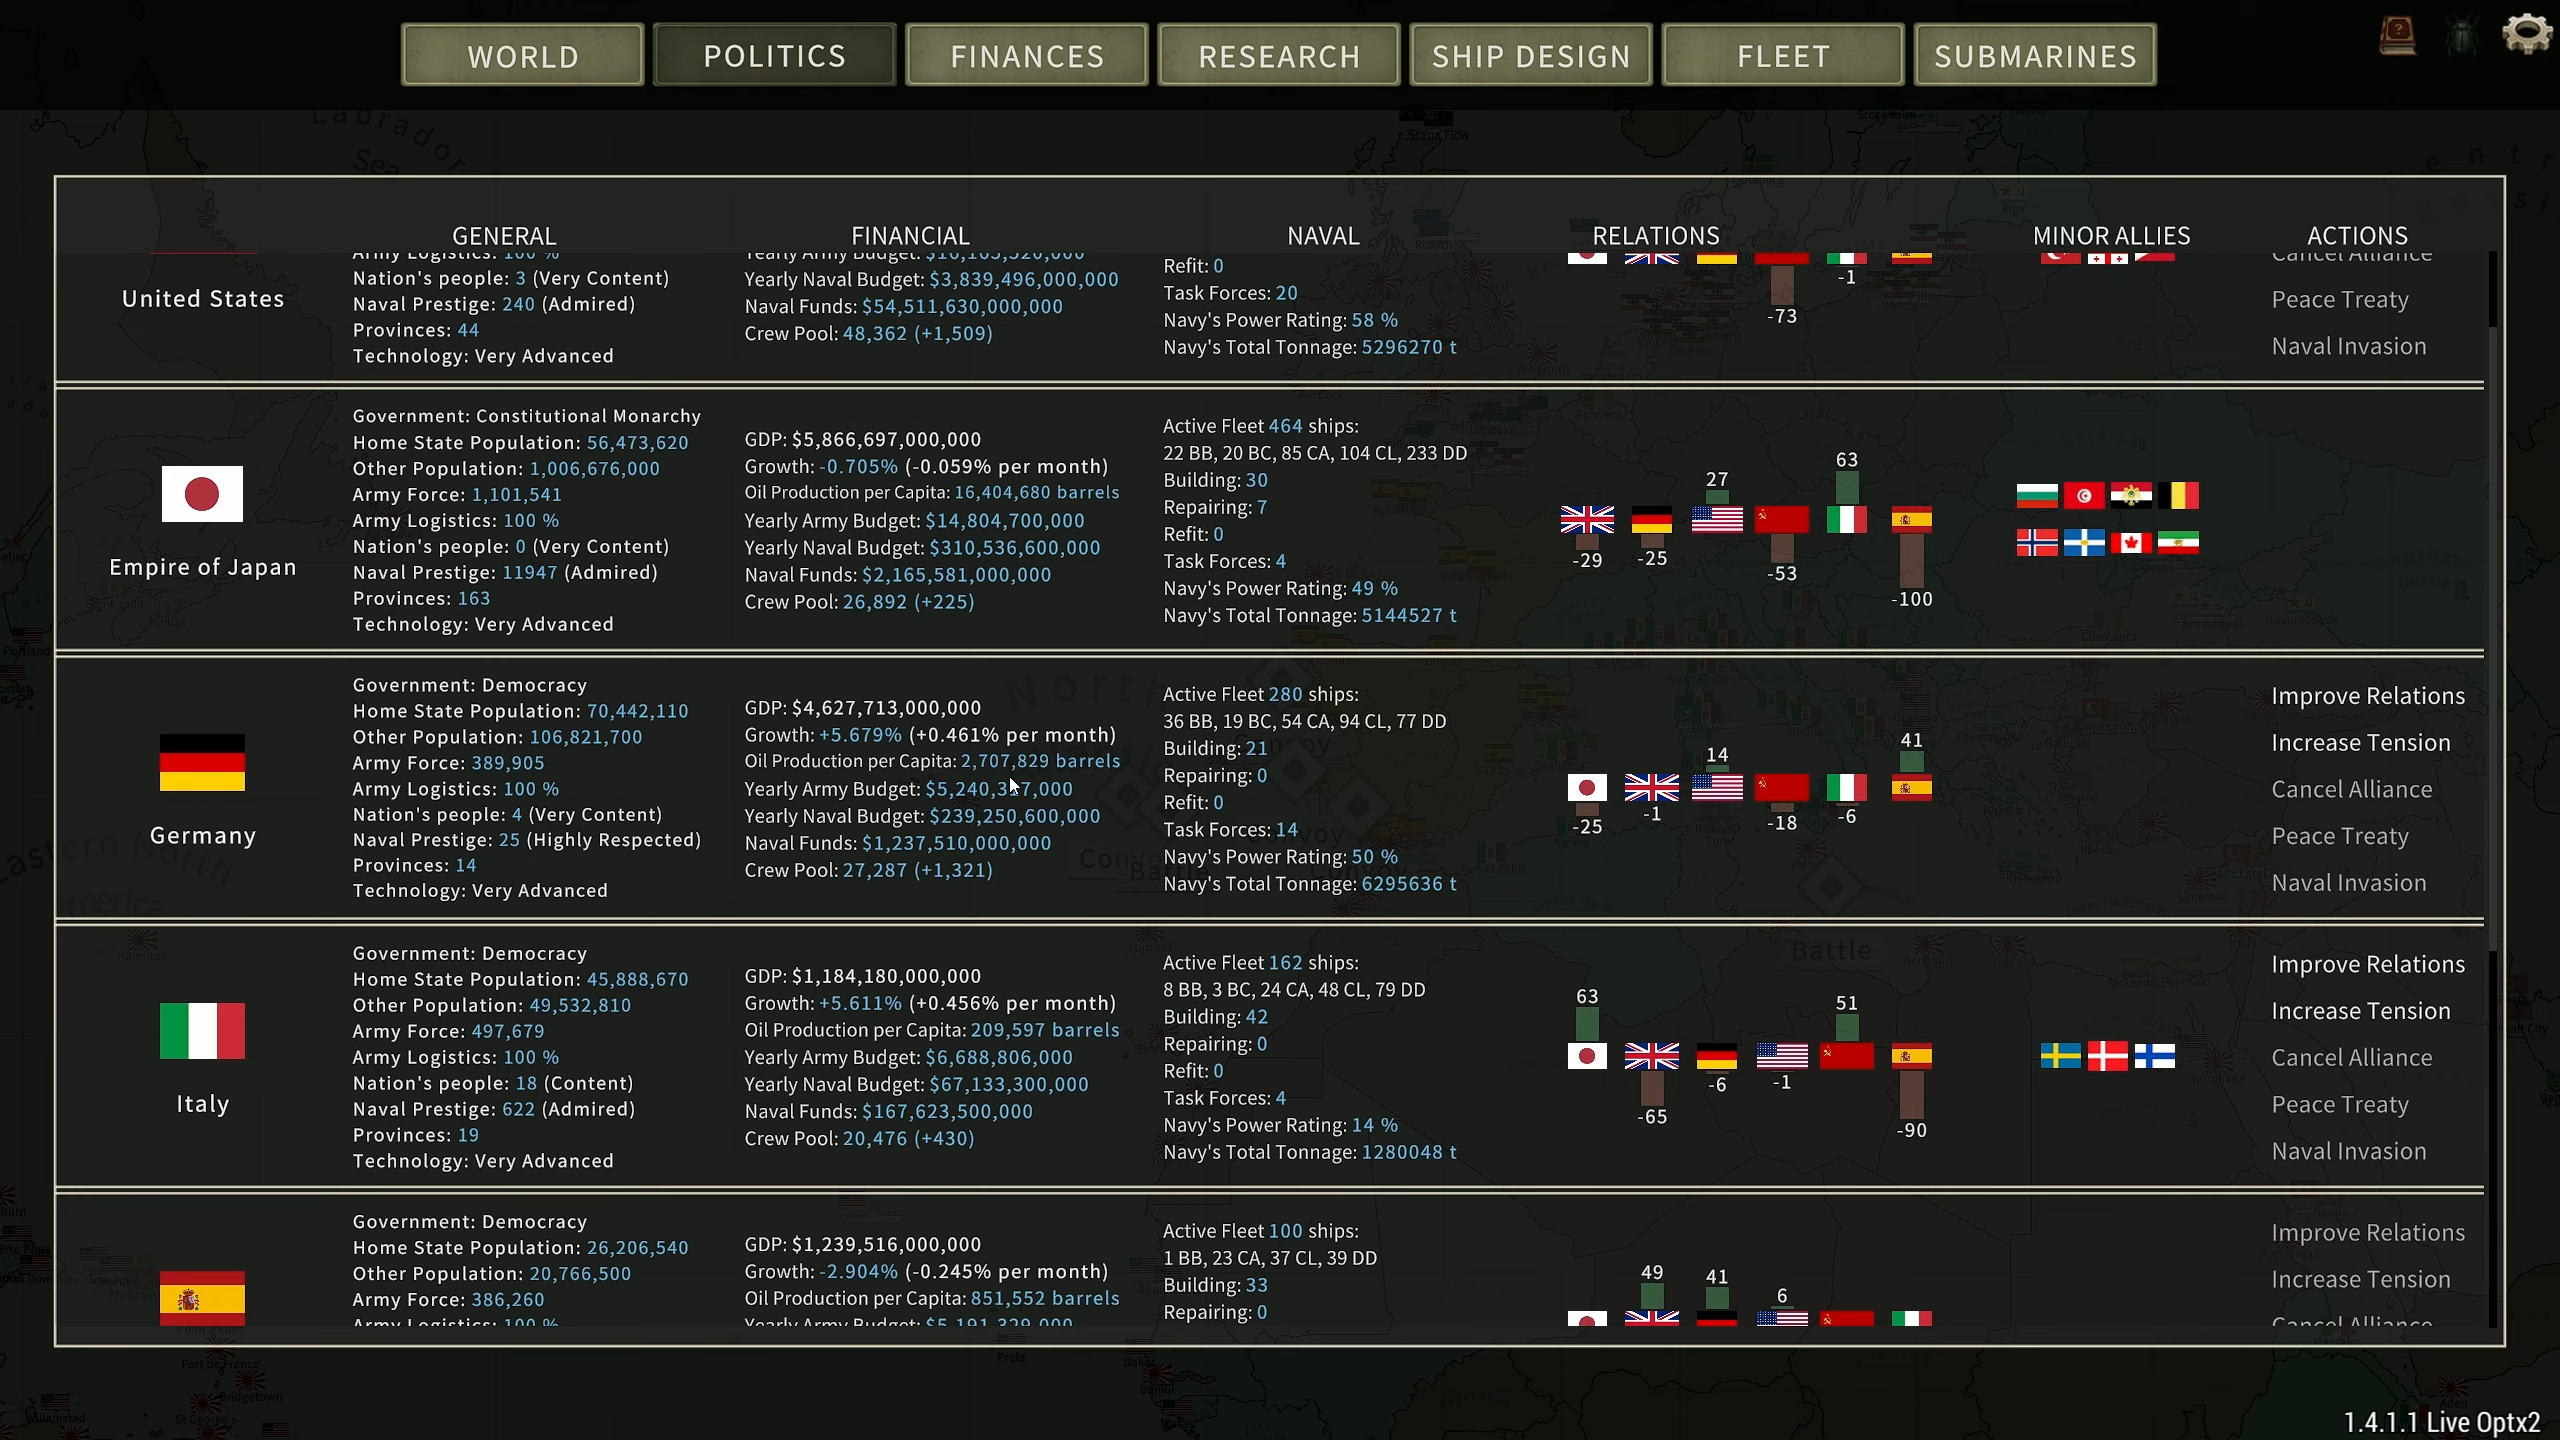 WORLD
POLITICS
FINANCES
RESEARCH
SHIP DESIGN
FLEET
SUBMARINES
GENERAL
FINANCIAL
NAVAL
RELATIONS
MINOR ALLIES
ACTIONS
United States
Army Logistics: 100 %
Nation's people: 3 (Very Content)
Naval Prestige: 240 (Admired)
Provinces: 44
Technology: Very Advanced
Yearly Naval Budget: $3,839,496,000,000
Naval Funds: $54,511,630,000,000
Crew Pool: 48,362 (+1,509)
Refit: 0
Task Forces: 20
Navy's Power Rating: 58 %
Navy's Total Tonnage: 5296270 t
-73
-1
Cancel Alliance
Peace Treaty
Naval Invasion
Empire of Japan
Government: Constitutional Monarchy
Home State Population: 56,473,620
Other Population: 1,006,676,000
Army Force: 1,101,541
Army Logistics: 100 %
Nation's people: 0 (Very Content)
Naval Prestige: 11947 (Admired)
Provinces: 163
Technology: Very Advanced
GDP: $5,866,697,000,000
Growth: -0.705% (-0.059% per month)
Oil Production per Capita: 16,404,680 barrels
Yearly Army Budget: $14,804,700,000
Yearly Naval Budget: $310,536,600,000
Naval Funds: $2,165,581,000,000
Crew Pool: 26,892 (+225)
Active Fleet 464 ships:
22 BB, 20 BC, 85 CA, 104 CL, 233 DD
Building: 30
Repairing: 7
Refit: 0
Task Forces: 4
Navy's Power Rating: 49 %
Navy's Total Tonnage: 5144527 t
-29
-25
27
-53
63
-100
Germany
Government: Democracy
Home State Population: 70,442,110
Other Population: 106,821,700
Army Force: 389,905
Army Logistics: 100 %
Nation's people: 4 (Very Content)
Naval Prestige: 25 (Highly Respected)
Provinces: 14
Technology: Very Advanced
GDP: $4,627,713,000,000
Growth: +5.679% (+0.461% per month)
Oil Production per Capita: 2,707,829 barrels
Yearly Army Budget:
Yearly Naval Budget: $239,250,600,000
Naval Funds: $1,237,510,000,000
Crew Pool: 27,287 (+1,321)
Active Fleet 280 ships:
36 BB, 19 BC, 54 CA, 94 CL, 77 DD
Building: 21
Repairing: 0
Refit: 0
Task Forces: 14
Navy's Power Rating: 50 %
Navy's Total Tonnage: 6295636 t
-25
-1
14
-18
-6
41
Improve Relations
Increase Tension
Cancel Alliance
Peace Treaty
Naval Invasion
Italy
Government: Democracy
Home State Population: 45,888,670
Other Population: 49,532,810
Army Force: 497,679
Army Logistics: 100 %
Nation's people: 18 (Content)
Naval Prestige: 622 (Admired)
Provinces: 19
Technology: Very Advanced
GDP: $1,184,180,000,000
Growth: +5.611% (+0.456% per month)
Oil Production per Capita: 209,597 barrels
Yearly Army Budget: $6,688,806,000
Yearly Naval Budget: $67,133,300,000
Naval Funds: $167,623,500,000
Crew Pool: 20,476 (+430)
Active Fleet 162 ships:
8 BB, 3 BC, 24 CA, 48 CL, 79 DD
Building: 42
Repairing: 0
Refit: 0
Task Forces: 4
Navy's Power Rating: 14 %
Navy's Total Tonnage: 1280048 t
63
-65
-6
-1
51
-90
Improve Relations
Increase Tension
Cancel Alliance
Peace Treaty
Naval Invasion
Government: Democracy
Home State Population: 26,206,540
Other Population: 20,766,500
Army Force: 386,260
Army Logistics: 100 %
GDP: $1,239,516,000,000
Growth: -2.904% (-0.245% per month)
Oil Production per Capita: 851,552 barrels
Yearly Army Budget:
Active Fleet 100 ships:
1 BB, 23 CA, 37 CL, 39 DD
Building: 33
Repairing: 0
49
41
6
Improve Relations
Increase Tension
Cancel Alliance
1.4.1.1 Live Optx2